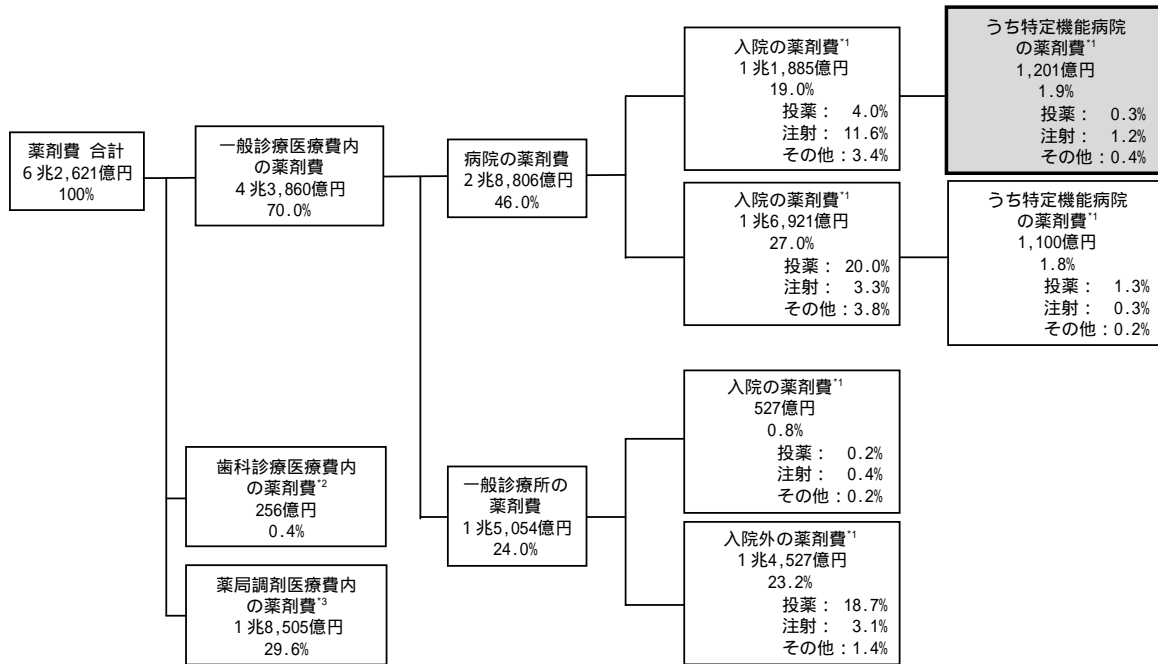 薬剤費 合計
6 兆2,621億円
100%
一般診療医療費内
の薬剤費
4 兆3,860億円
70.0%
病院の薬剤費
2 兆8,806億円
46.0%
入院の薬剤費*1
1 兆1,885億円
19.0%
投薬： 4.0%
注射： 11.6%
その他：3.4%
うち特定機能病院
の薬剤費*1
1,201億円
1.9%
投薬： 0.3%
注射： 1.2%
その他：0.4%
入院の薬剤費*1
1 兆6,921億円
27.0%
投薬： 20.0%
注射： 3.3%
その他：3.8%
うち特定機能病院
の薬剤費*1
1,100億円
1.8%
投薬： 1.3%
注射： 0.3%
その他：0.2%
歯科診療医療費内
の薬剤費*2
256億円
0.4%
薬局調剤医療費内
の薬剤費*3
1 兆8,505億円
29.6%
一般診療所の
薬剤費
1 兆5,054億円
24.0%
入院の薬剤費*1
527億円
0.8%
投薬： 0.2%
注射： 0.4%
その他：0.2%
入院外の薬剤費*1
1 兆4,527億円
23.2%
投薬： 18.7%
注射： 3.1%
その他：1.4%